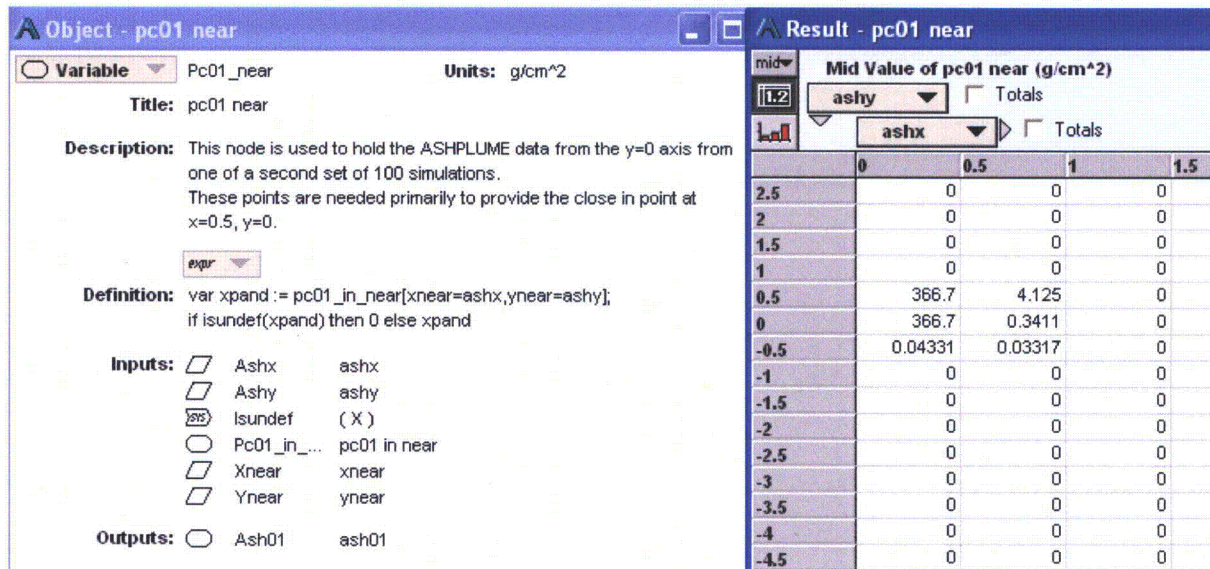 Object - pc01 near
Variable Pc01_near Units: g/cm^2
Title: pc01 near
Description: This node is used to hold the ASHPLUME data from the y=0 axis from
one of a second set of 100 simulations.
These points are needed primarily to provide the close in point at
x=0.5, y=0.
expr
Definition: var xpand := pc01_in_near[xnear=ashx,ynear=ashy];
if isundef(xpand) then 0 else xpand
Inputs: Ashx ashx
Ashy ashy
SYS Isundef ( X )
Pc01_in_... pc01 in near
Xnear xnear
Ynear ynear
Outputs: Ash01 ash01
Result - pc01 near
mid Mid Value of pc01 near (g/cm^2)
1.2 ashy Totals
ashx Totals
0 0.5 1 1.5
2.5 0 0 0
2 0 0 0
1.5 0 0 0
1 0 0 0
0.5 366.7 4.125 0
0 366.7 0.3411 0
-0.5 0.04331 0.03317 0
-1 0 0 0
-1.5 0 0 0
-2 0 0 0
-2.5 0 0 0
-3 0 0 0
-3.5 0 0 0
-4 0 0 0
-4.5 0 0 0